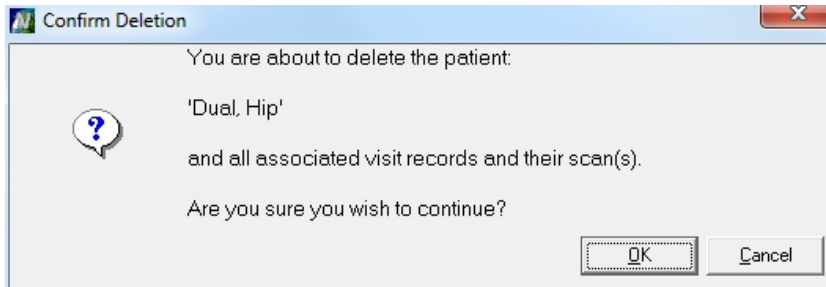 Confirm Deletion
You are about to delete the patient:
'Dual, Hip'
and all associated visit records and their scan(s).
Are you sure you wish to continue?
OK
Cancel